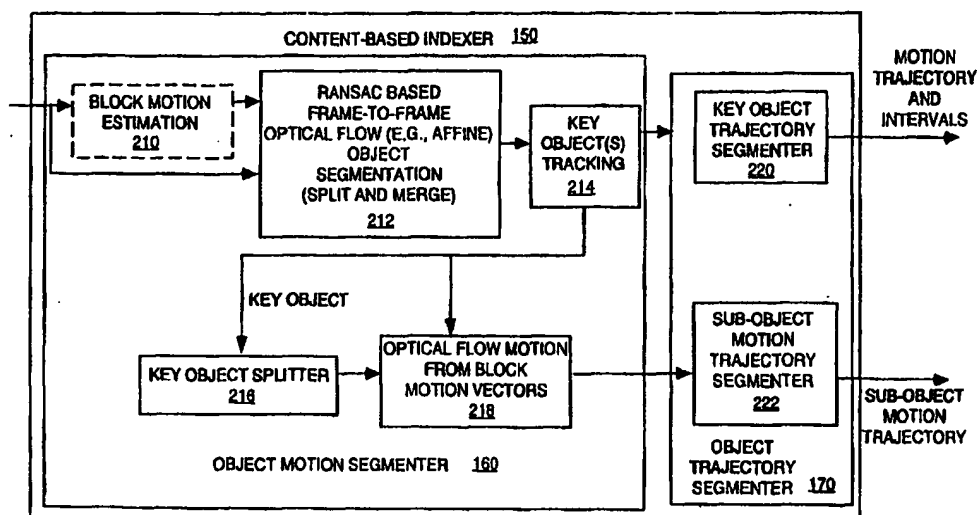 CONTENT-BASED INDEXER 150
MOTION
TRAJECTORY
AND
INTERVALS
BLOCK MOTION
ESTIMATION
210
RANSAC BASED
FRAME-TO-FRAME
OPTICAL FLOW (E.G., AFFINE)
OBJECT
SEGMENTATION
(SPLIT AND MERGE)
212
KEY
OBJECT(S)
TRACKING
214
KEY OBJECT
TRAJECTORY
SEGMENTER
220
KEY OBJECT
KEY OBJECT SPLITTER
216
OPTICAL FLOW MOTION
FROM BLOCK
MOTION VECTORS
218
SUB-OBJECT
MOTION
TRAJECTORY
SEGMENTER
222
SUB-OBJECT
MOTION
TRAJECTORY
OBJECT MOTION SEGMENTER 160
OBJECT
TRAJECTORY
SEGMENTER 170